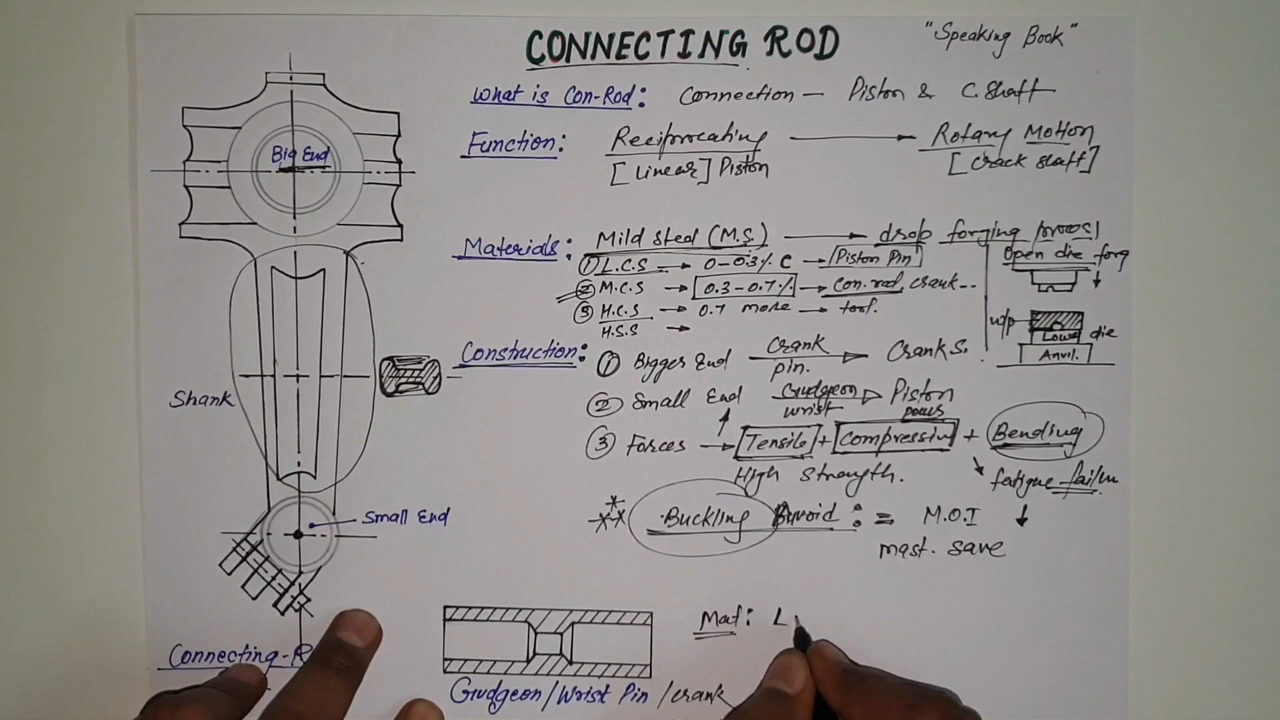 CONNECTING ROD
"Speaking Book"
What is Con-Rod: Connection — Piston & C.Shaft
Function: Reciprocating → Rotary Motion
[Linear] Piston [Crack shaft]
Big End
Materials: Mild Steel (M.S.) → drop forging
① L.C.S → 0-0.3% C → Piston Pin
② M.C.S → 0.3-0.7% → Con.rod, crank--
③ H.C.S → 0.7 more → tool.
H.S.S →
Open die forg
w/p
Lower die
Anvil.
Construction:
① Bigger End Crank pin. Crank S.
② Small End Gudgeon wrist Piston
③ Forces → Tensile + Compressive + Bending
High Strength.
fatigue failure
Buckling Avoid : = M.O.I ↓
save
Shank
Small End
Connecting-R
Mat: L
Gudgeon/Wrist Pin/crank